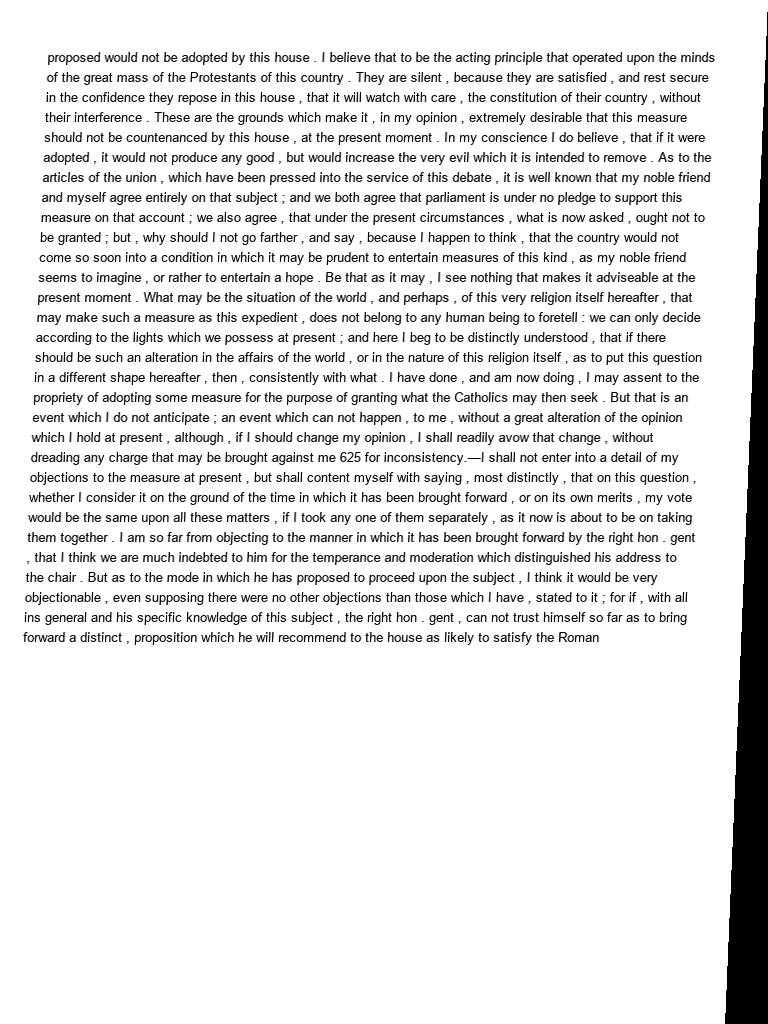 proposed would not be adopted by this house . I believe that to be the acting principle that operated upon the minds
of the great mass of the Protestants of this country . They are silent , because they are satisfied , and rest secure
in the confidence they repose in this house , that it will watch with care , the constitution of their country , without
their interference . These are the grounds which make it , in my opinion , extremely desirable that this measure
should not be countenanced by this house , at the present moment . In my conscience I do believe , that if it were
adopted , it would not produce any good , but would increase the very evil which it is intended to remove . As to the
articles of the union , which have been pressed into the service of this debate , it is well known that my noble friend
and myself agree entirely on that subject ; and we both agree that parliament is under no pledge to support this
measure on that account ; we also agree , that under the present circumstances , what is now asked , ought not to
be granted ; but , why should I not go farther , and say , because I happen to think , that the country would not
come so soon into a condition in which it may be prudent to entertain measures of this kind , as my noble friend
seems to imagine , or rather to entertain a hope . Be that as it may , I see nothing that makes it adviseable at the
present moment . What may be the situation of the world , and perhaps , of this very religion itself hereafter , that
may make such a measure as this expedient , does not belong to any human being to foretell : we can only decide
according to the lights which we possess at present ; and here I beg to be distinctly understood , that if there
should be such an alteration in the affairs of the world , or in the nature of this religion itself , as to put this question
in a different shape hereafter , then , consistently with what . I have done , and am now doing , I may assent to the
propriety of adopting some measure for the purpose of granting what the Catholics may then seek . But that is an
event which I do not anticipate ; an event which can not happen , to me , without a great alteration of the opinion
which I hold at present , although , if I should change my opinion , I shall readily avow that change , without
dreading any charge that may be brought against me 625 for inconsistency.—I shall not enter into a detail of my
objections to the measure at present , but shall content myself with saying , most distinctly , that on this question ,
whether I consider it on the ground of the time in which it has been brought forward , or on its own merits , my vote
would be the same upon all these matters , if I took any one of them separately , as it now is about to be on taking
them together . I am so far from objecting to the manner in which it has been brought forward by the right hon . gent
, that I think we are much indebted to him for the temperance and moderation which distinguished his address to
the chair . But as to the mode in which he has proposed to proceed upon the subject , I think it would be very
objectionable , even supposing there were no other objections than those which I have , stated to it ; for if , with all
ins general and his specific knowledge of this subject , the right hon . gent , can not trust himself so far as to bring
forward a distinct , proposition which he will recommend to the house as likely to satisfy the Roman